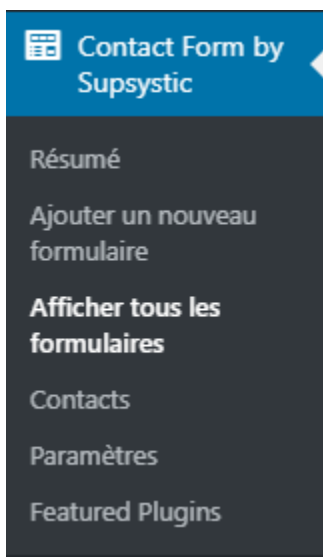 Contact Form by
Supsystic
Résumé
Ajouter un nouveau
formulaire
Afficher tous les
formulaires
Contacts
Paramètres
Featured Plugins